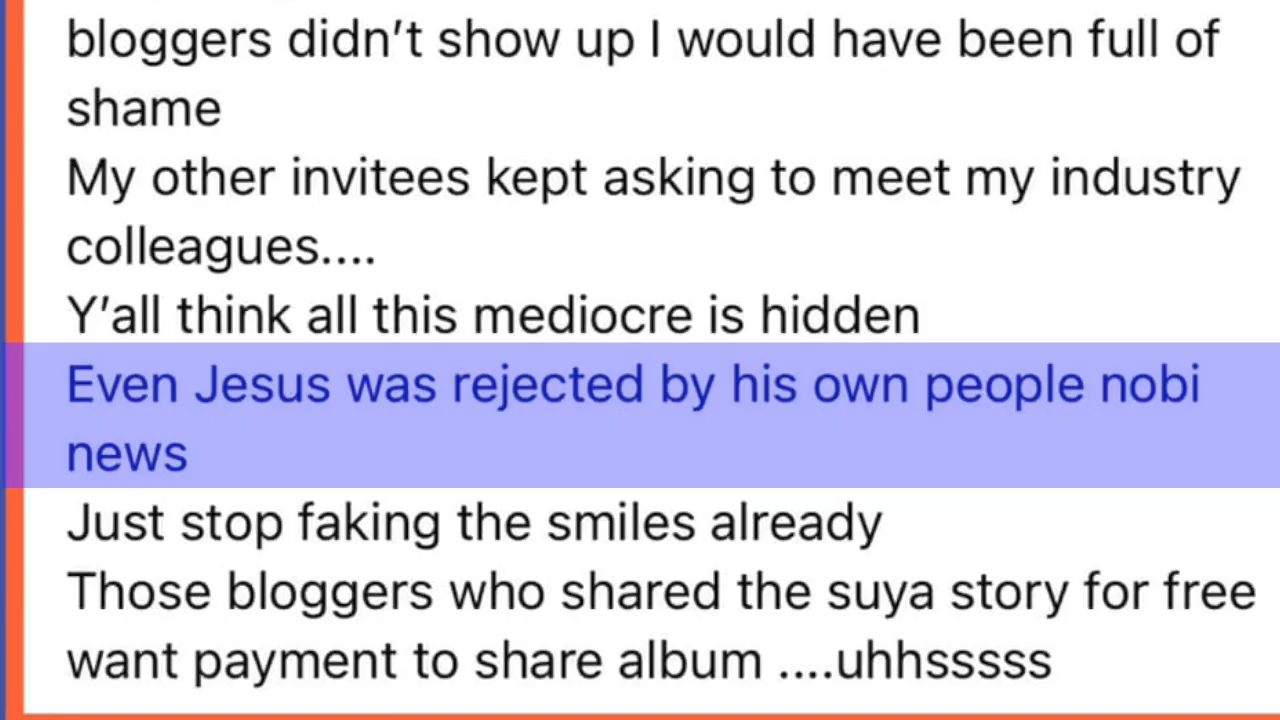 bloggers didn’t show up I would have been full of
shame
My other invitees kept asking to meet my industry
colleagues....
Y’all think all this mediocre is hidden
Even Jesus was rejected by his own people nobi
news
Just stop faking the smiles already
Those bloggers who shared the suya story for free
want payment to share album ....uhhsssss